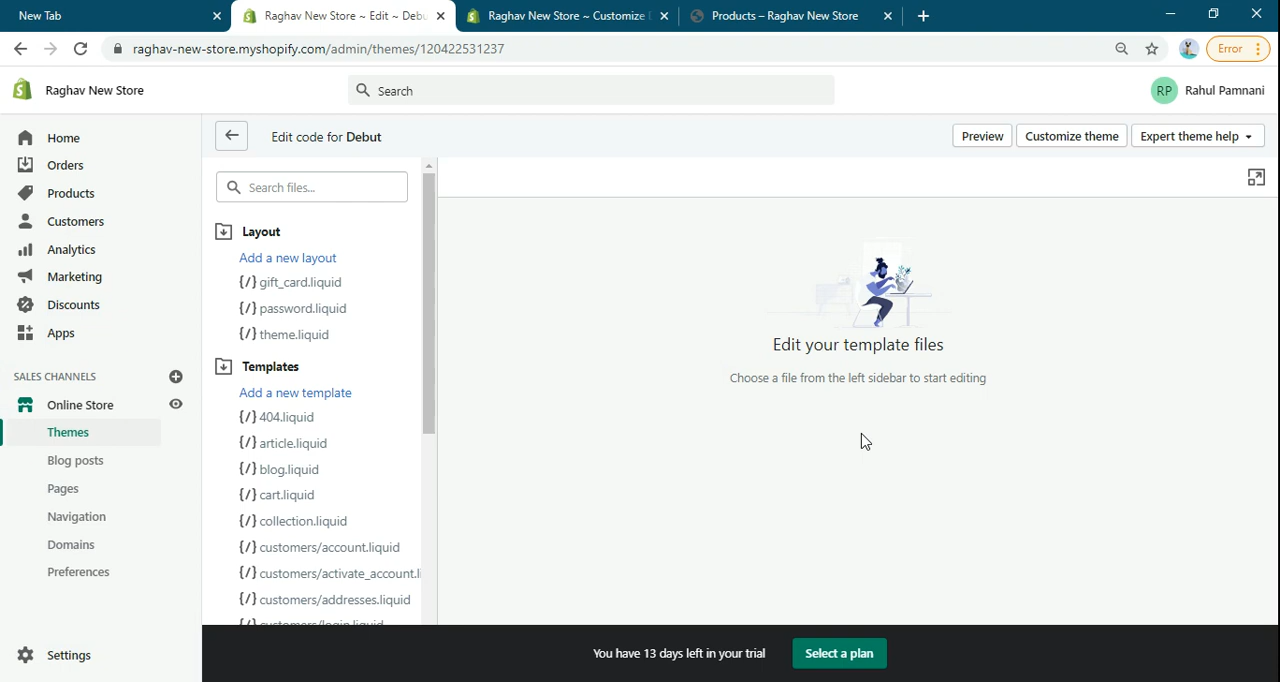 New Tab
Raghav New Store ~ Edit ~ Debu
Raghav New Store ~ Customize
Products – Raghav New Store
raghav-new-store.myshopify.com/admin/themes/120422531237
Error
Raghav New Store
Search
RP
Rahul Pamnani
Home
Orders
Products
Customers
Analytics
Marketing
Discounts
Apps
SALES CHANNELS
Online Store
Themes
Blog posts
Pages
Navigation
Domains
Preferences
Settings
Edit code for Debut
Preview
Customize theme
Expert theme help
Search files...
Layout
Add a new layout
{/} gift_card.liquid
{/} password.liquid
{/} theme.liquid
Templates
Add a new template
{/} 404.liquid
{/} article.liquid
{/} blog.liquid
{/} cart.liquid
{/} collection.liquid
{/} customers/account.liquid
{/} customers/activate_account.li
{/} customers/addresses.liquid
{/} customers/login.liquid
Edit your template files
Choose a file from the left sidebar to start editing
You have 13 days left in your trial
Select a plan